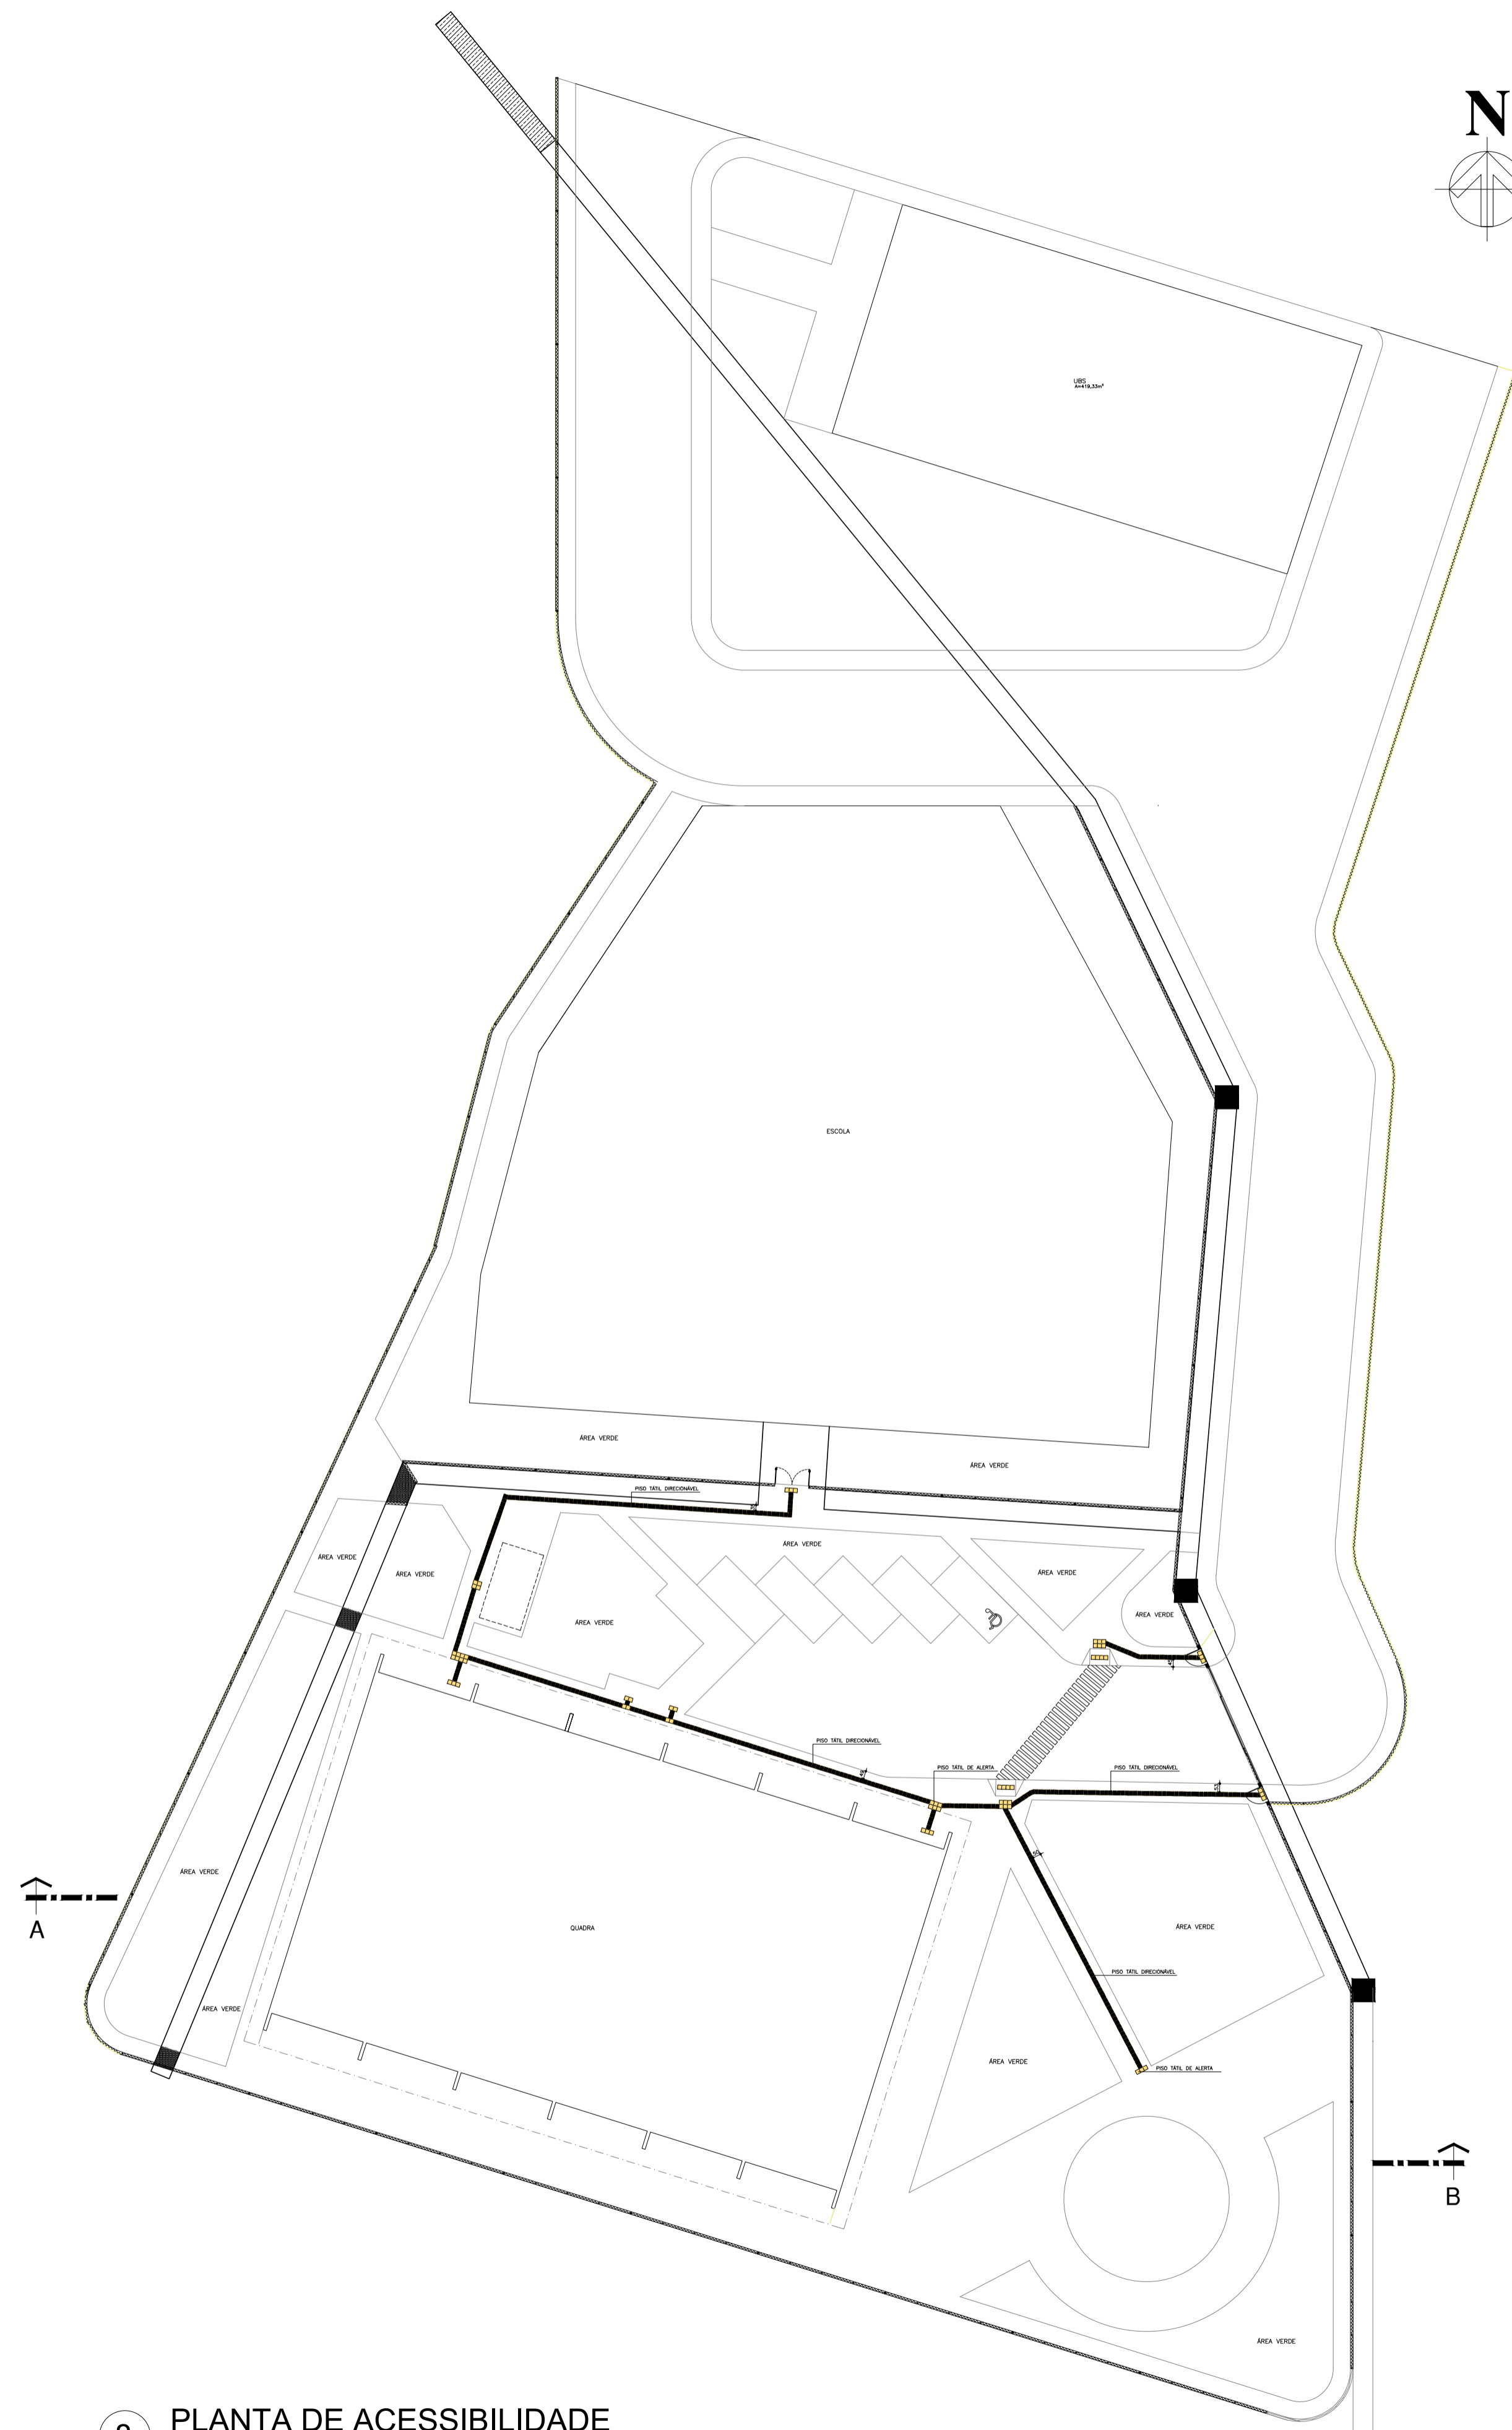 N
UBS
A=419,33m²
ESCOLA
ÁREA VERDE
ÁREA VERDE
PISO TÁTIL DIRECIONÁVEL
ÁREA VERDE
ÁREA VERDE
ÁREA VERDE
ÁREA VERDE
ÁREA VERDE
ÁREA VERDE
PISO TÁTIL DIRECIONÁVEL
PISO TÁTIL DE ALERTA
PISO TÁTIL DIRECIONÁVEL
ÁREA VERDE
A
QUADRA
ÁREA VERDE
PISO TÁTIL DIRECIONÁVEL
ÁREA VERDE
ÁREA VERDE
PISO TÁTIL DE ALERTA
B
ÁREA VERDE
PLANTA DE ACESSIBILIDADE